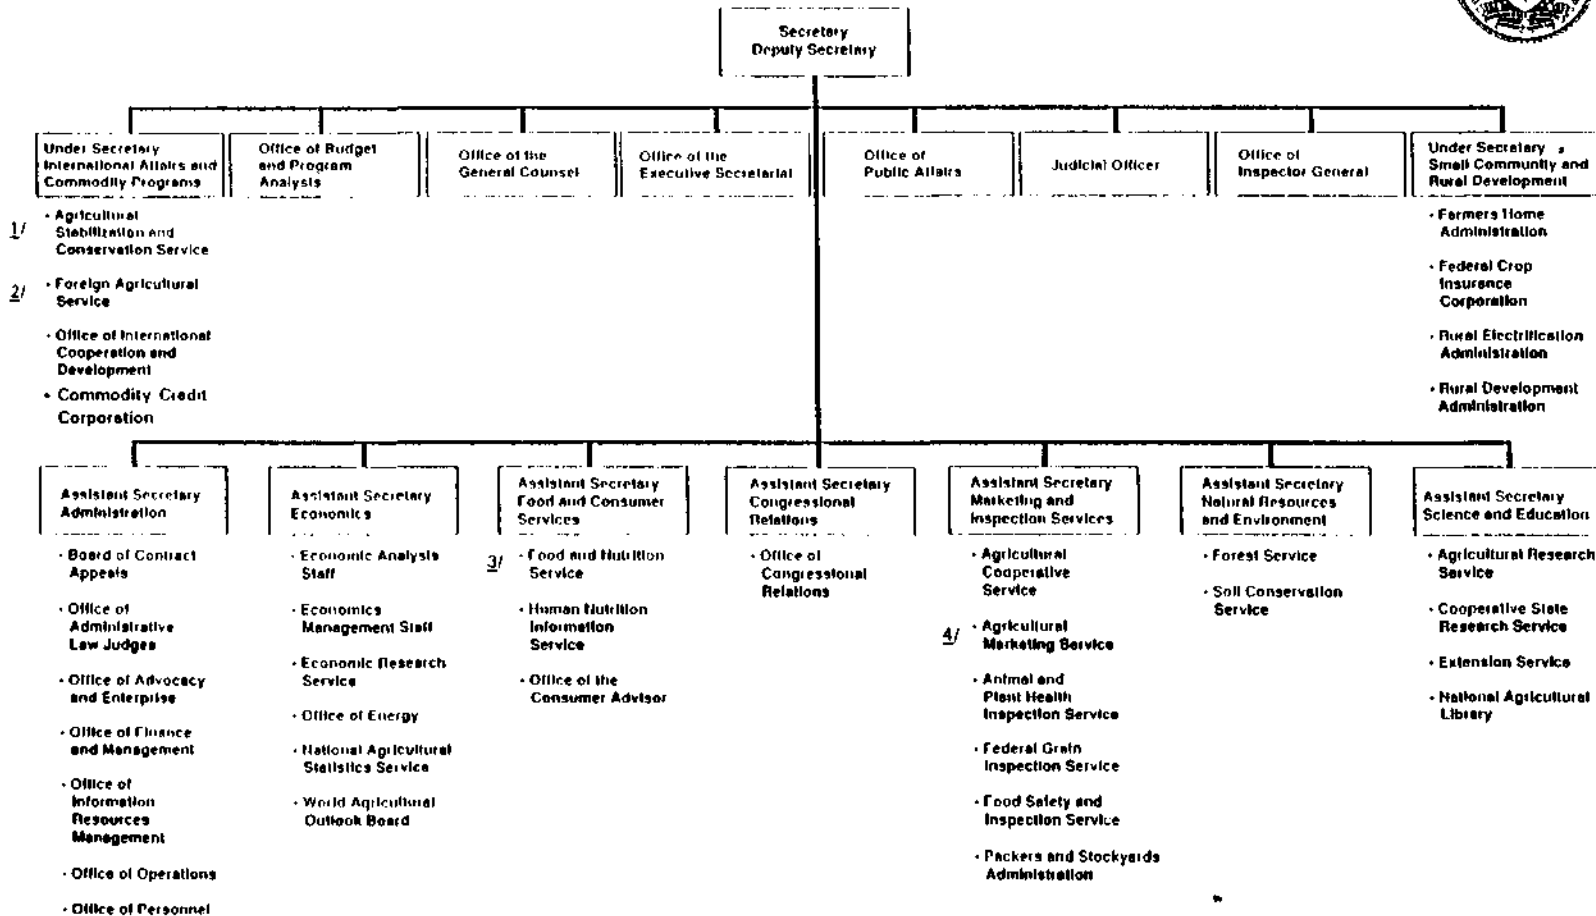 Secretary
Deputy Secretary
Under Secretary
International Affairs and
Commodity Programs
Office of Budget
and Program
Analysis
Office of the
General Counsel
Office of the
Executive Secretariat
Office of
Public Affairs
Judicial Officer
Office of
Inspector General
Under Secretary
Small Community and
Rural Development
1/
• Agricultural
Stabilization and
Conservation Service
2/
• Foreign Agricultural
Service
• Office of International
Cooperation and
Development
• Commodity Credit
Corporation
• Farmers Home
Administration
• Federal Crop
Insurance
Corporation
• Rural Electrification
Administration
• Rural Development
Administration
Assistant Secretary
Administration
Assistant Secretary
Economics
Assistant Secretary
Food and Consumer
Services
Assistant Secretary
Congressional
Relations
Assistant Secretary
Marketing and
Inspection Services
Assistant Secretary
Natural Resources
and Environment
Assistant Secretary
Science and Education
• Board of Contract
Appeals
• Office of
Administrative
Law Judges
• Office of Advocacy
and Enterprise
• Office of Finance
and Management
• Office of
Information
Resources
Management
• Office of Operations
• Office of Personnel
• Economic Analysis
Staff
• Economics
Management Staff
• Economic Research
Service
• Office of Energy
• National Agricultural
Statistics Service
• World Agricultural
Outlook Board
3/
• Food and Nutrition
Service
• Human Nutrition
Information
Service
• Office of the
Consumer Advisor
• Office of
Congressional
Relations
• Agricultural
Cooperative
Service
4/
• Agricultural
Marketing Service
• Animal and
Plant Health
Inspection Service
• Federal Grain
Inspection Service
• Food Safety and
Inspection Service
• Packers and Stockyards
Administration
• Forest Service
• Soil Conservation
Service
• Agricultural Research
Service
• Cooperative State
Research Service
• Extension Service
• National Agricultural
Library